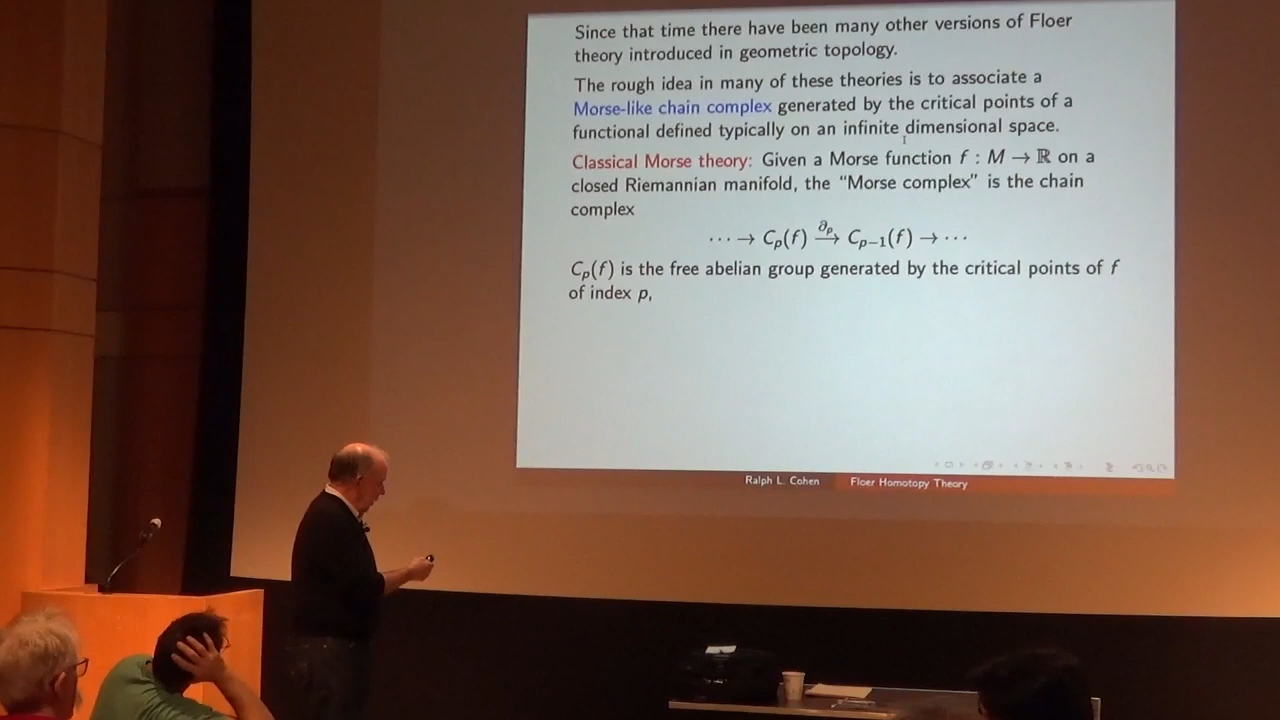 Since that time there have been many other versions of Floer
theory introduced in geometric topology.
The rough idea in many of these theories is to associate a
Morse-like chain complex generated by the critical points of a
functional defined typically on an infinite dimensional space.
Classical Morse theory: Given a Morse function f : M → ℝ on a
closed Riemannian manifold, the “Morse complex” is the chain
complex
··· → Cₚ(f) —∂ₚ→ Cₚ₋₁(f) → ···
Cₚ(f) is the free abelian group generated by the critical points of f
of index p,
Ralph L. Cohen Floer Homotopy Theory